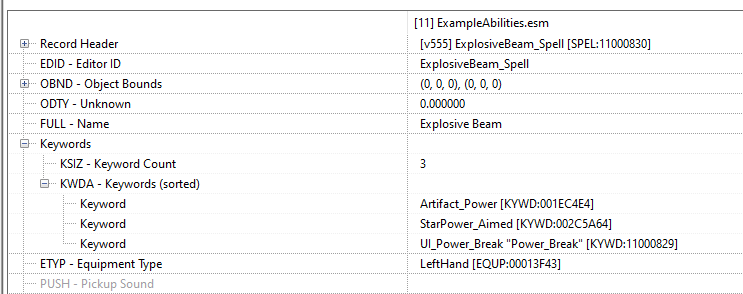 [11] ExampleAbilities.esm
Record Header [v555] ExplosiveBeam_Spell [SPEL:11000830]
EDID - Editor ID ExplosiveBeam_Spell
OBND - Object Bounds (0, 0, 0), (0, 0, 0)
ODTY - Unknown 0.000000
FULL - Name Explosive Beam
Keywords
KSIZ - Keyword Count 3
KWDA - Keywords (sorted)
Keyword Artifact_Power [KYWD:001EC4E4]
Keyword StarPower_Aimed [KYWD:002C5A64]
Keyword UI_Power_Break "Power_Break" [KYWD:11000829]
ETYP - Equipment Type LeftHand [EQUP:00013F43]
PUSH - Pickup Sound